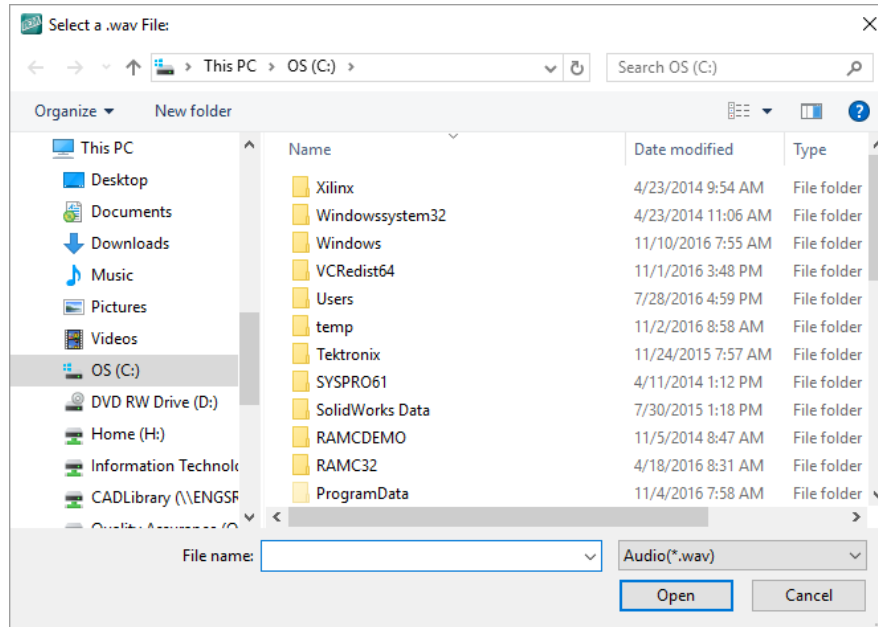 Select a .wav File:
This PC > OS (C:) >
Search OS (C:)
Organize
New folder
This PC
Desktop
Documents
Downloads
Music
Pictures
Videos
OS (C:)
DVD RW Drive (D:)
Home (H:)
Information
CADLibrary (\\ENGSR
Quality Assurance (Q
Name Date modified Type
Xilinx 4/23/2014 9:54 AM File folder
Windowssystem32 4/23/2014 11:06 AM File folder
Windows 11/10/2016 7:55 AM File folder
VCRedist64 11/1/2016 3:48 PM File folder
Users 7/28/2016 4:59 PM File folder
temp 11/2/2016 8:58 AM File folder
Tektronix 11/24/2015 7:57 AM File folder
SYSPRO61 4/11/2014 1:12 PM File folder
SolidWorks Data 7/30/2015 1:18 PM File folder
RAMCDEMO 11/5/2014 8:47 AM File folder
RAMC32 4/18/2016 8:31 AM File folder
ProgramData 11/4/2016 7:58 AM File folder
File name:
Audio(*.wav)
Open
Cancel